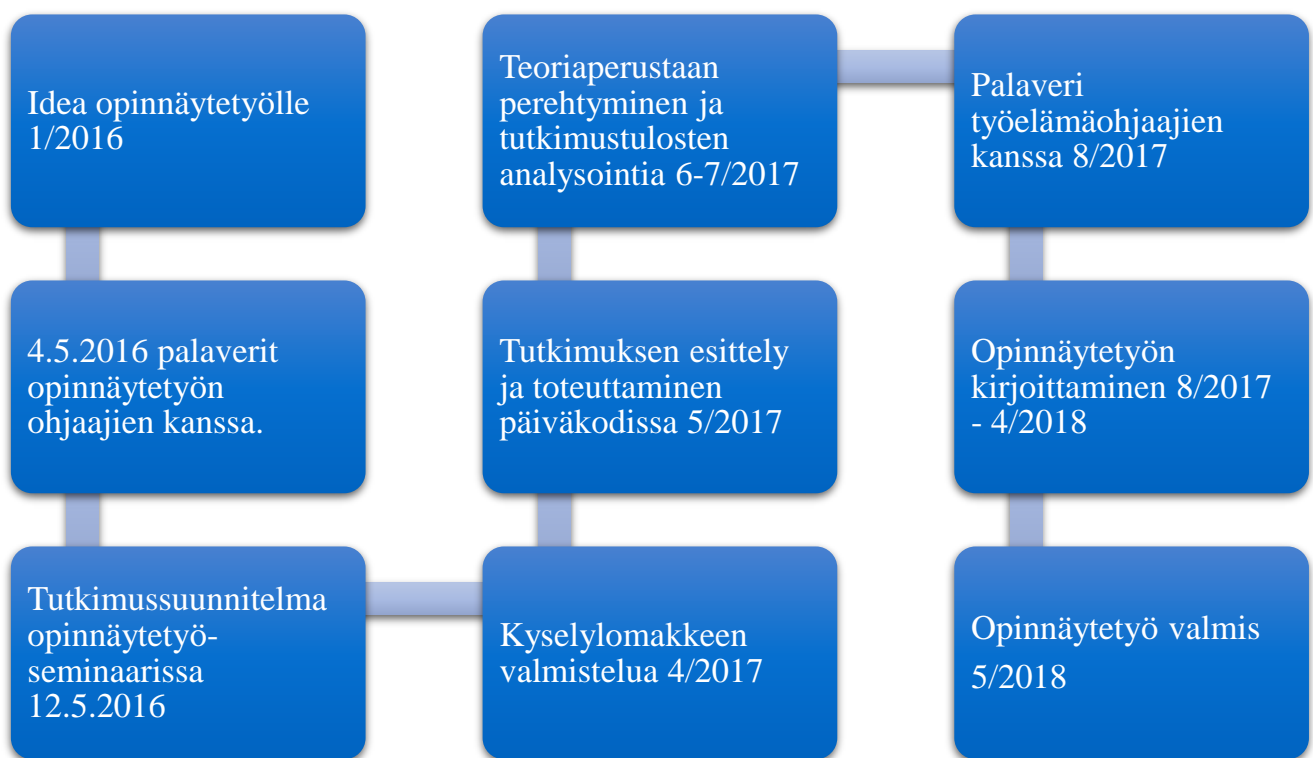 Idea opinnäytetyölle
1/2016
4.5.2016 palaverit
opinnäytetyön
ohjaajien kanssa.
Tutkimussuunnitelma
opinnäytetyö-
seminaarissa
12.5.2016
Kyselylomakkeen
valmistelua 4/2017
Tutkimuksen esittely
ja toteuttaminen
päiväkodissa 5/2017
Teoriaperustaan
perehtyminen ja
tutkimustulosten
analysointia 6-7/2017
Palaveri
työelämäohjaajien
kanssa 8/2017
Opinnäytetyön
kirjoittaminen 8/2017
- 4/2018
Opinnäytetyö valmis
5/2018